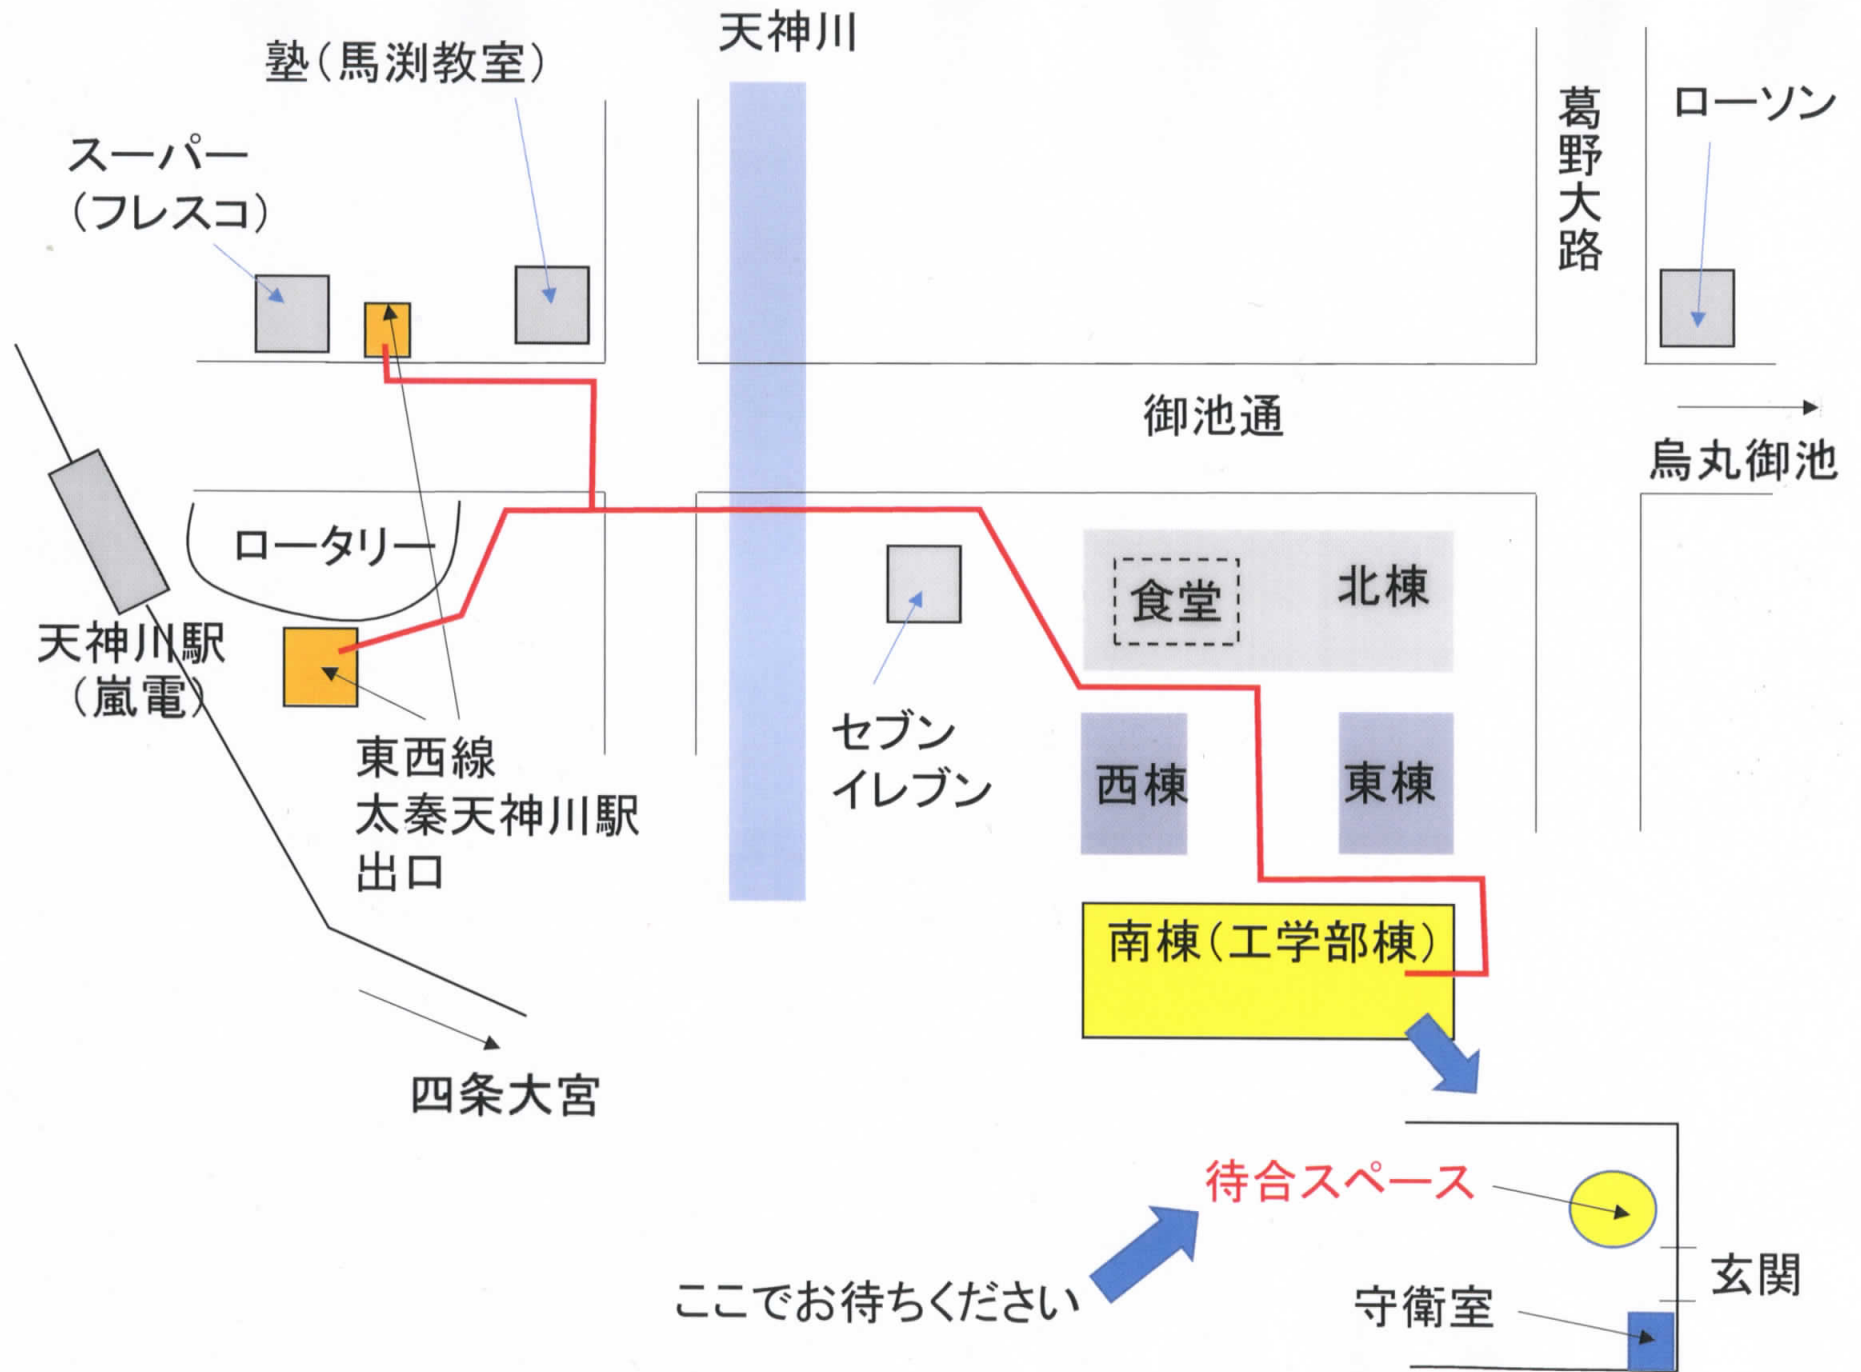 天神川
塾（馬渕教室）
スーパー
（フレスコ）
葛野大路
ローソン
御池通
烏丸御池
ロータリー
天神川駅
（嵐電）
食堂
北棟
セブン
イレブン
西棟
東棟
東西線
太秦天神川駅
出口
南棟（工学部棟）
四条大宮
待合スペース
ここでお待ちください
玄関
守衛室